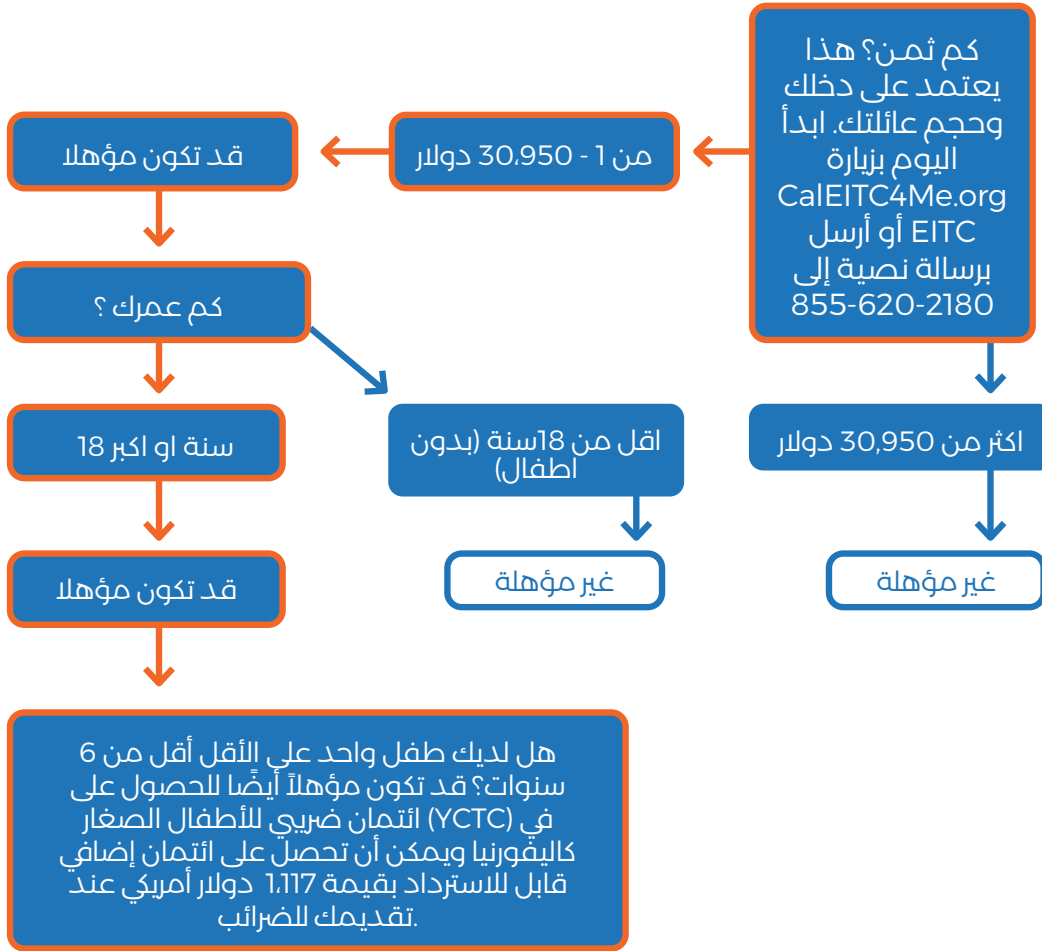 كم ثمن؟ هذا
يعتمد على دخلك
وحجم عائلتك. ابدأ
اليوم بزيارة
CalEITC4Me.org
EITC أو أرسل
برسالة نصية إلى
855-620-2180
من 1 - 30،950 دولار
قد تكون مؤهلا
كم عمرك ؟
سنة او اكبر 18
قد تكون مؤهلا
اقل من 18سنة (بدون
اطفال)
غير مؤهلة
اكثر من 30,950 دولار
غير مؤهلة
هل لديك طفل واحد على الأقل أقل من 6
سنوات؟ قد تكون مؤهلاً أيضًا للحصول على
في (YCTC) ائتمان ضريبي للأطفال الصغار
كاليفورنيا ويمكن أن تحصل على ائتمان إضافي
قابل للاسترداد بقيمة 1،117 دولار أمريكي عند
.تقديمك للضرائب